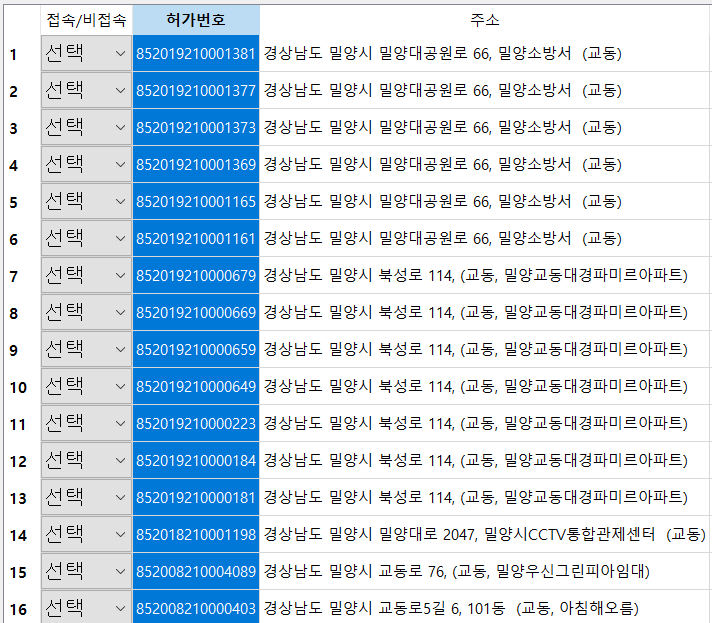 접속/비접속 허가번호 주소
1 선택 852019210001381 경상남도 밀양시 밀양대공원로 66, 밀양소방서 (교동)
2 선택 852019210001377 경상남도 밀양시 밀양대공원로 66, 밀양소방서 (교동)
3 선택 852019210001373 경상남도 밀양시 밀양대공원로 66, 밀양소방서 (교동)
4 선택 852019210001369 경상남도 밀양시 밀양대공원로 66, 밀양소방서 (교동)
5 선택 852019210001165 경상남도 밀양시 밀양대공원로 66, 밀양소방서 (교동)
6 선택 852019210001161 경상남도 밀양시 밀양대공원로 66, 밀양소방서 (교동)
7 선택 852019210000679 경상남도 밀양시 북성로 114, (교동, 밀양교동대경파미르아파트)
8 선택 852019210000669 경상남도 밀양시 북성로 114, (교동, 밀양교동대경파미르아파트)
9 선택 852019210000659 경상남도 밀양시 북성로 114, (교동, 밀양교동대경파미르아파트)
10 선택 852019210000649 경상남도 밀양시 북성로 114, (교동, 밀양교동대경파미르아파트)
11 선택 852019210000223 경상남도 밀양시 북성로 114, (교동, 밀양교동대경파미르아파트)
12 선택 852019210000184 경상남도 밀양시 북성로 114, (교동, 밀양교동대경파미르아파트)
13 선택 852019210000181 경상남도 밀양시 북성로 114, (교동, 밀양교동대경파미르아파트)
14 선택 852018210001198 경상남도 밀양시 밀양대로 2047, 밀양시CCTV통합관제센터 (교동)
15 선택 852008210004089 경상남도 밀양시 교동로 76, (교동, 밀양우신그린피아임대)
16 선택 852008210000403 경상남도 밀양시 교동로5길 6, 101동 (교동, 아침해오름)